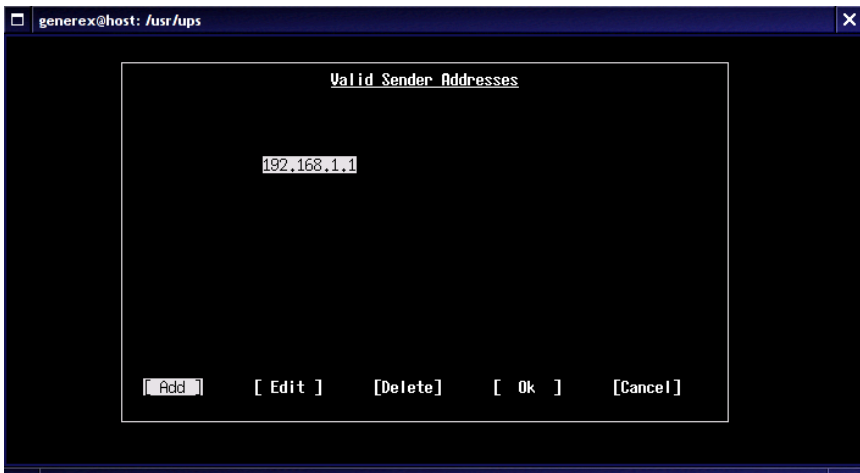 generex@host: /usr/ups
Valid Sender Addresses
192.168.1.1
[ Add ] [ Edit ] [Delete] [ Ok ] [Cancel]